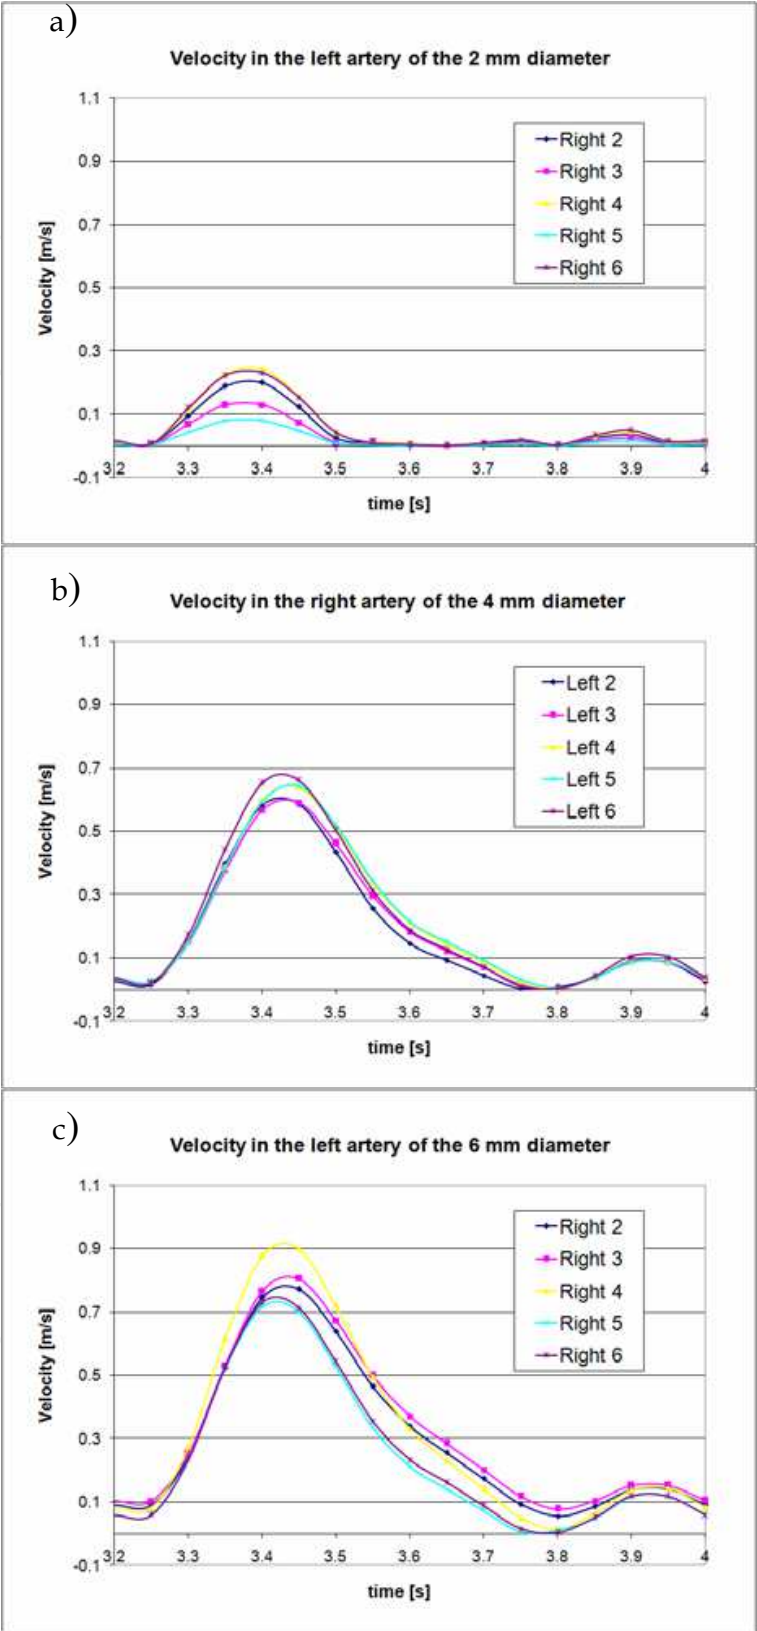 a)
Velocity in the left artery of the 2 mm diameter
1.1
0.9
0.7
0.5
0.3
0.1
-0.1
Velocity [m/s]
Right 2
Right 3
Right 4
Right 5
Right 6
3.2 3.3 3.4 3.5 3.6 3.7 3.8 3.9 4
time [s]
b)
Velocity in the right artery of the 4 mm diameter
1.1
0.9
0.7
0.5
0.3
0.1
-0.1
Velocity [m/s]
Left 2
Left 3
Left 4
Left 5
Left 6
3.2 3.3 3.4 3.5 3.6 3.7 3.8 3.9 4
time [s]
c)
Velocity in the left artery of the 6 mm diameter
1.1
0.9
0.7
0.5
0.3
0.1
-0.1
Velocity [m/s]
Right 2
Right 3
Right 4
Right 5
Right 6
3.2 3.3 3.4 3.5 3.6 3.7 3.8 3.9 4
time [s]